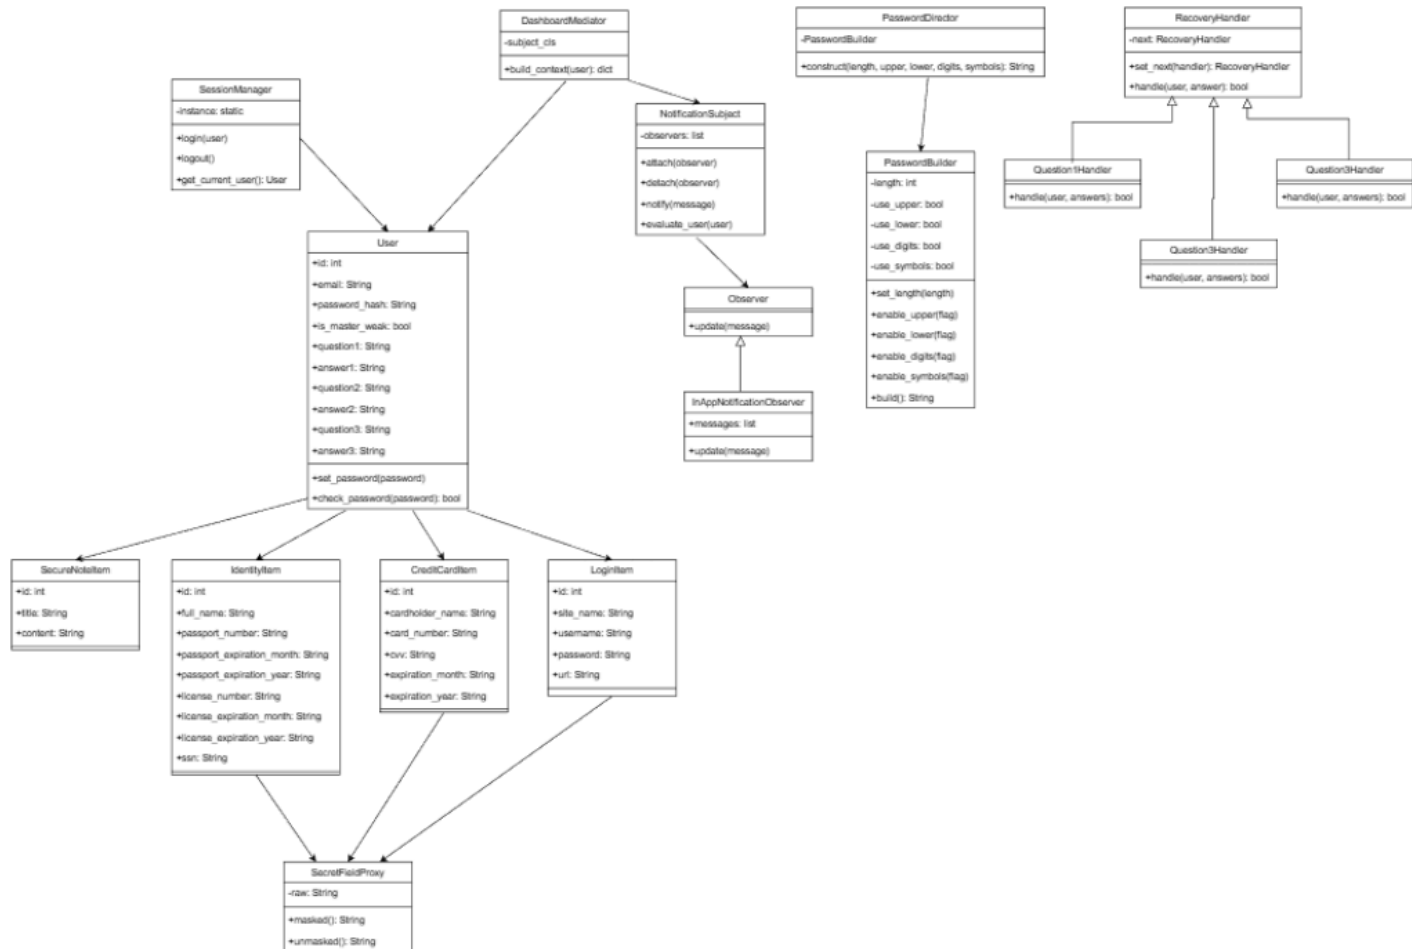 DashboardMediator
-subject_cls
+build_context(user): dict
PasswordDirector
-PasswordBuilder
+construct(length, upper, lower, digits, symbols): String
RecoveryHandler
-next: RecoveryHandler
+set_next(handler): RecoveryHandler
+handle(user, answer): bool
SessionManager
-instance: static
+login(user)
+logout()
+get_current_user(): User
NotificationSubject
-observers: list
+attach(observer)
+detach(observer)
+notify(message)
+evaluate_user(user)
PasswordBuilder
-length: int
-use_upper: bool
-use_lower: bool
-use_digits: bool
-use_symbols: bool
+set_length(length)
+enable_upper(flag)
+enable_lower(flag)
+enable_digits(flag)
+enable_symbols(flag)
+build(): String
Question1Handler
+handle(user, answers): bool
Question3Handler
+handle(user, answers): bool
Question3Handler
+handle(user, answers): bool
User
+id: int
+email: String
+password_hash: String
+is_master_weak: bool
+question1: String
+answer1: String
+question2: String
+answer2: String
+question3: String
+answer3: String
+set_password(password)
+check_password(password): bool
Observer
+update(message)
InAppNotificationObserver
+messages: list
+update(message)
SecureNoteItem
+id: int
+title: String
+content: String
IdentityItem
+id: int
+full_name: String
+passport_number: String
+passport_expiration_month: String
+passport_expiration_year: String
+license_number: String
+license_expiration_month: String
+license_expiration_year: String
+ssn: String
CreditCardItem
+id: int
+cardholder_name: String
+card_number: String
+cvv: String
+expiration_month: String
+expiration_year: String
LoginItem
+id: int
+site_name: String
+username: String
+password: String
+url: String
SecretFieldProxy
-raw: String
+masked(): String
+unmasked(): String